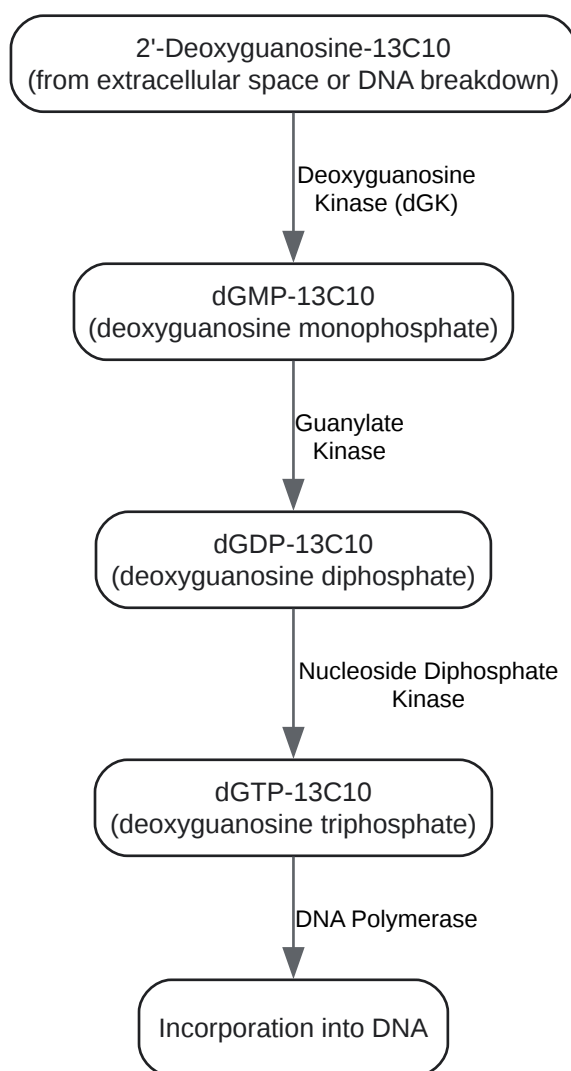 2'-Deoxyguanosine-13C10
(from extracellular space or DNA breakdown)
Deoxyguanosine
Kinase (dGK)
dGMP-13C10
(deoxyguanosine monophosphate)
Guanylate
Kinase
dGDP-13C10
(deoxyguanosine diphosphate)
Nucleoside Diphosphate
Kinase
dGTP-13C10
(deoxyguanosine triphosphate)
DNA Polymerase
Incorporation into DNA